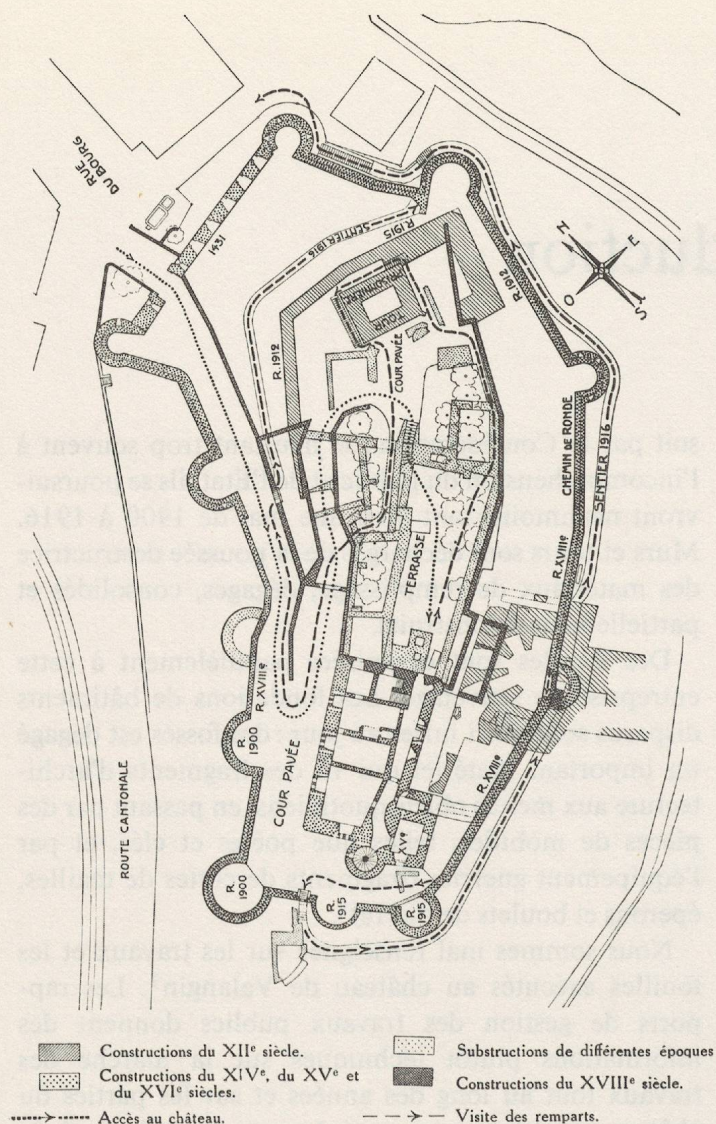 RUE
DU BOURG
1431
SENTIER 1916
R. 1915
R. 1912
N
E
O
S
TOUR
PRISONNIÈRE
R. 1912
COUR PAVÉE
CHEMIN DE RONDE
SENTIER 1916
TERRASSE
R. XVIIIe
R. XVIIIe
R.
1900
COUR PAVÉE
R. XVIIIe
XVe
ROUTE CANTONALE
R.
1900
R.
1915
R.
1915
Constructions du XIIe siècle.
Constructions du XIVe, du XVe et
du XVIe siècles.
Accès au château.
Substructions de différentes époques
Constructions du XVIIIe siècle.
Visite des remparts.